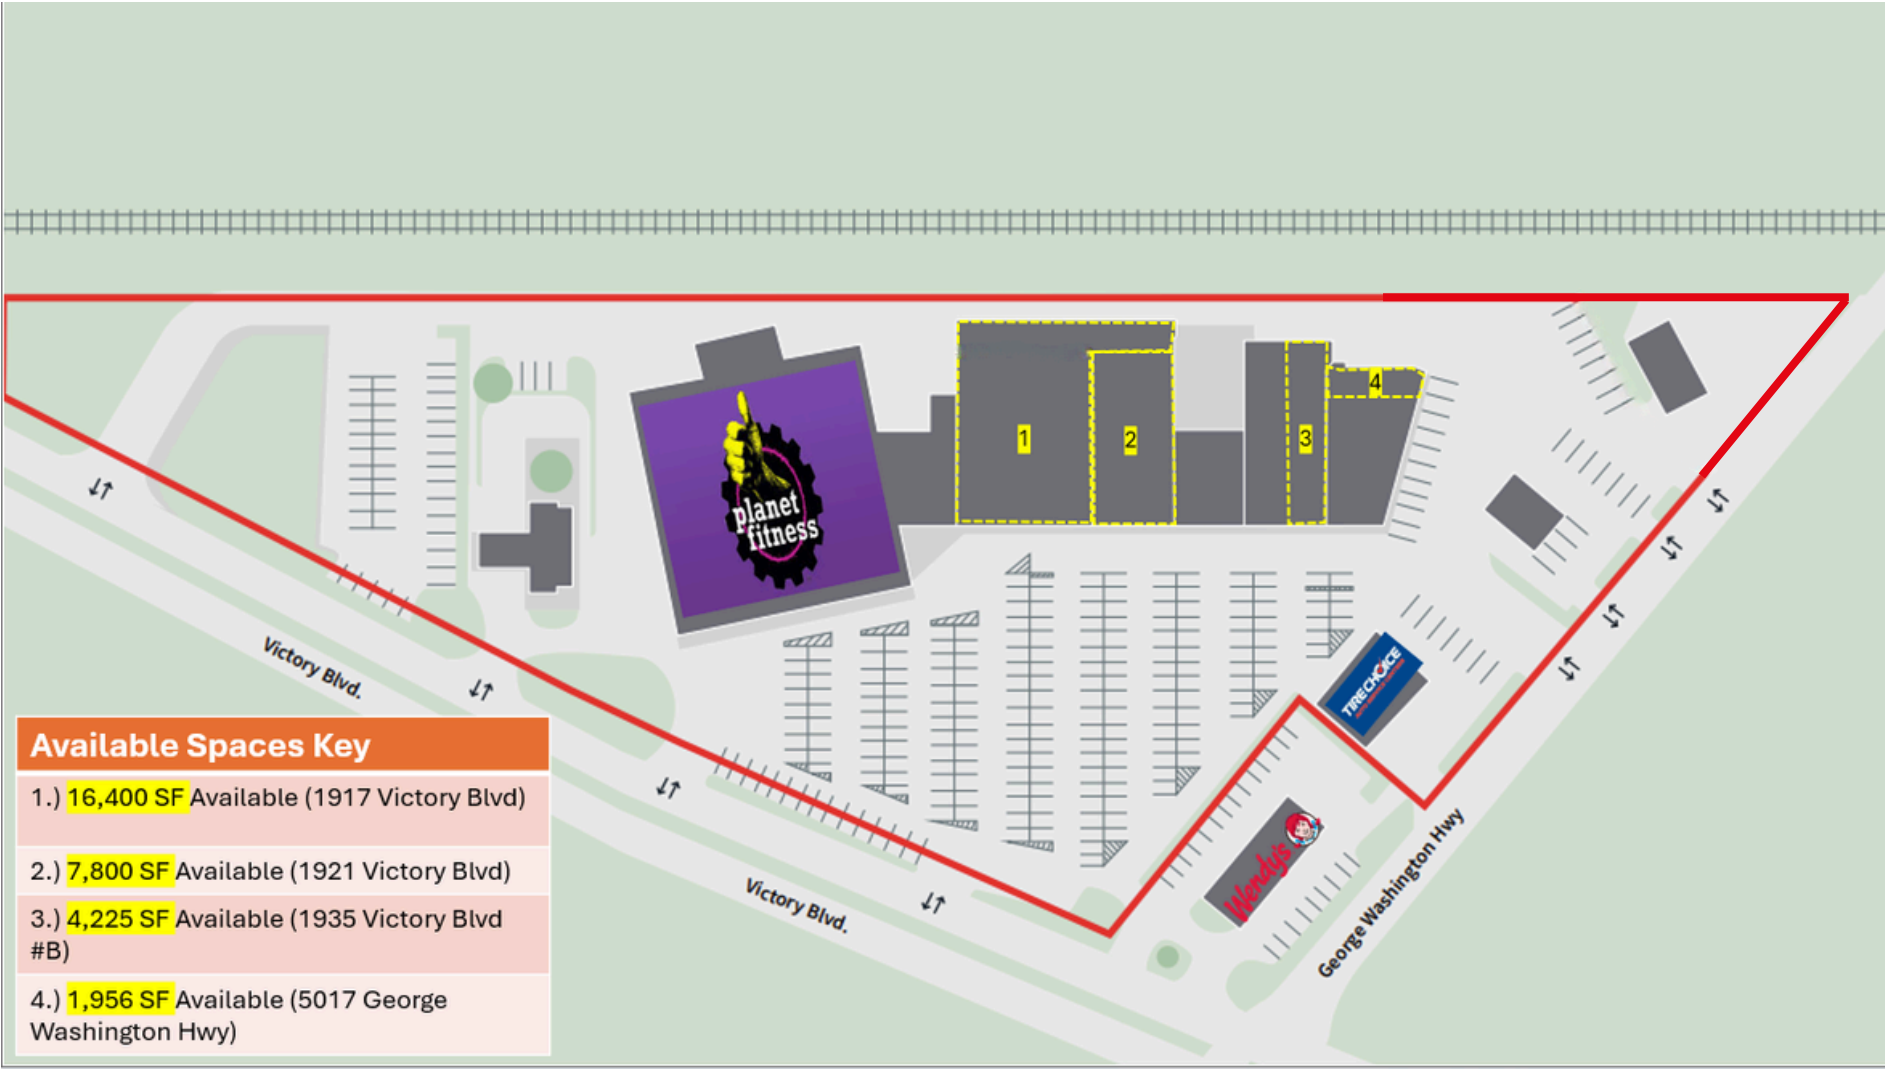 1
2
3
4
planet
fitness
TIRE CHOICE
Wendy's
Victory Blvd.
Victory Blvd.
George Washington Hwy
Available Spaces Key
1.) 16,400 SF Available (1917 Victory Blvd)
2.) 7,800 SF Available (1921 Victory Blvd)
3.) 4,225 SF Available (1935 Victory Blvd
#B)
4.) 1,956 SF Available (5017 George
Washington Hwy)